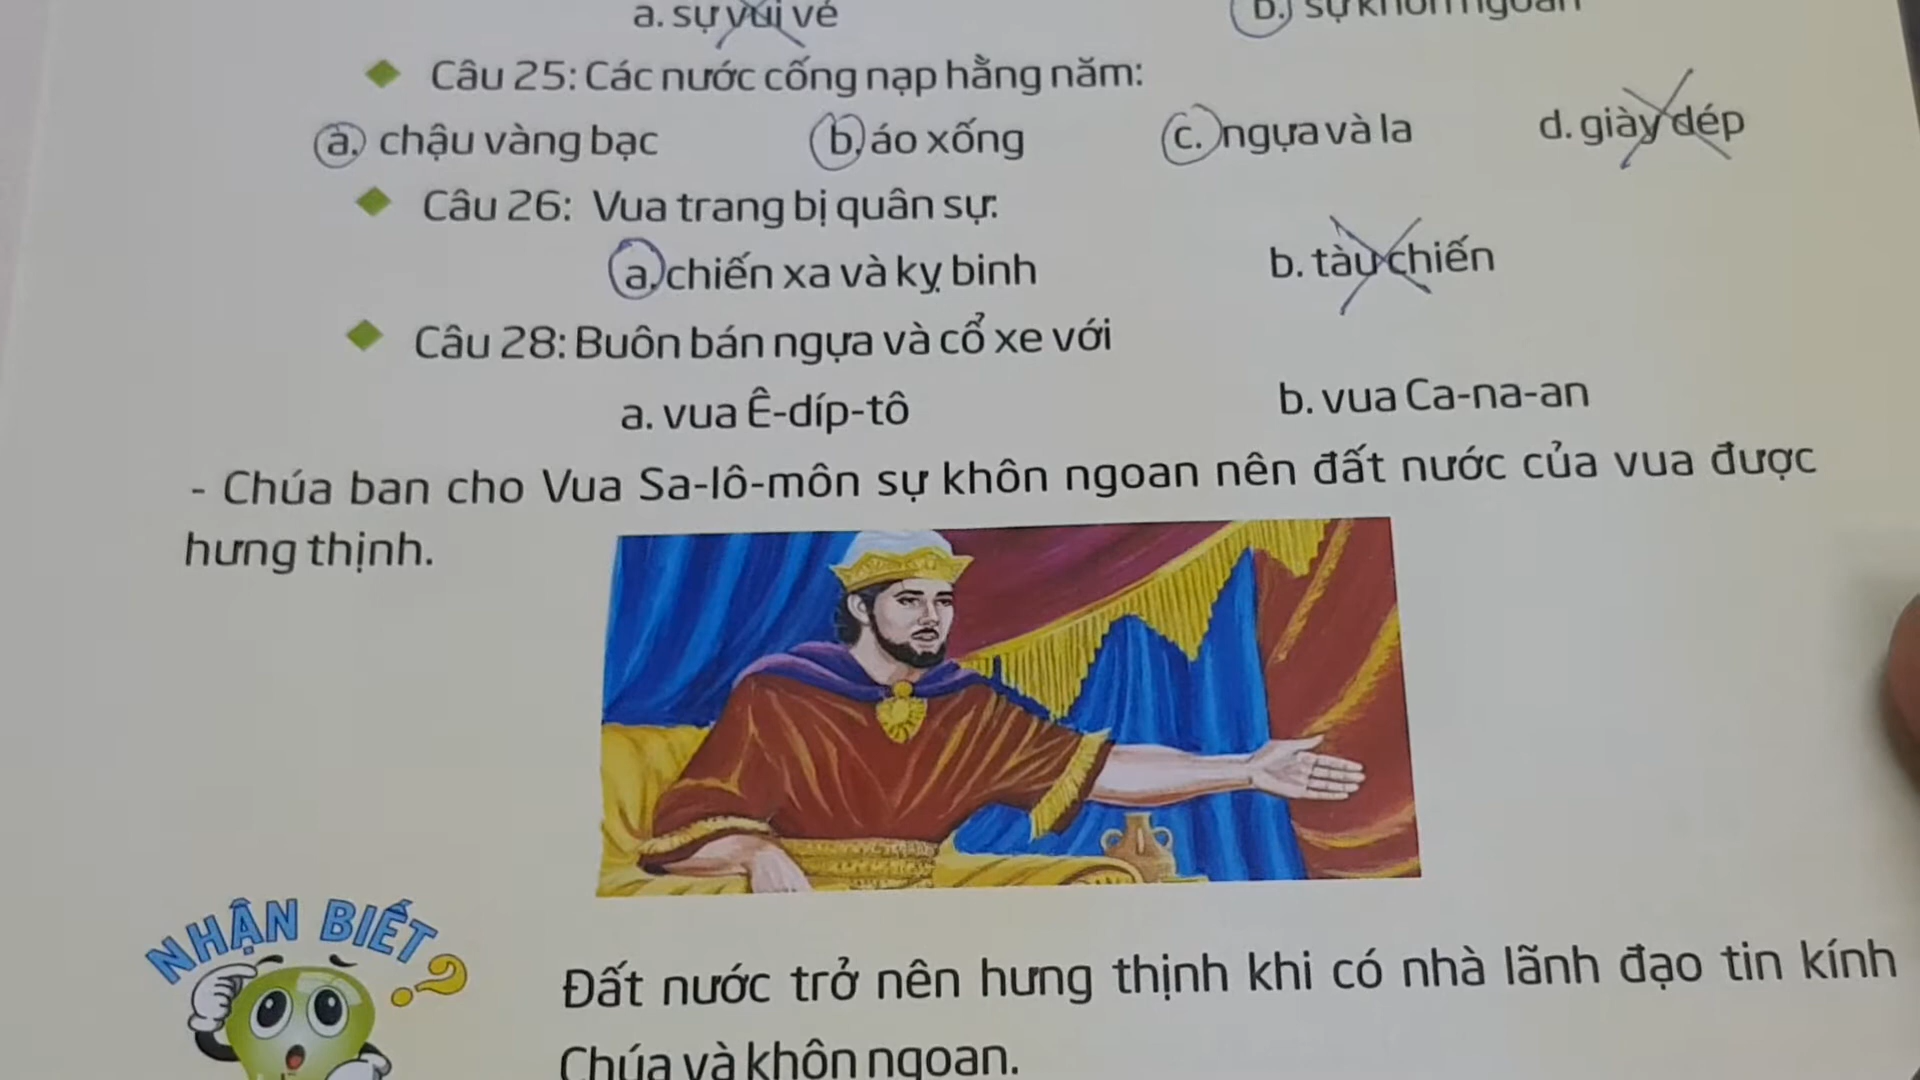 a. sự vui vẻ b. sự khôn ngoan
Câu 25: Các nước cống nạp hằng năm:
a. chậu vàng bạc b. áo xống c. ngựa và la d. giày dép
Câu 26: Vua trang bị quân sự:
a. chiến xa và kỵ binh b. tàu chiến
Câu 28: Buôn bán ngựa và cổ xe với
a. vua Ê-díp-tô b. vua Ca-na-an
- Chúa ban cho Vua Sa-lô-môn sự khôn ngoan nên đất nước của vua được
hưng thịnh.
NHẬN BIẾT ?
Đất nước trở nên hưng thịnh khi có nhà lãnh đạo tin kính
Chúa và khôn ngoan.